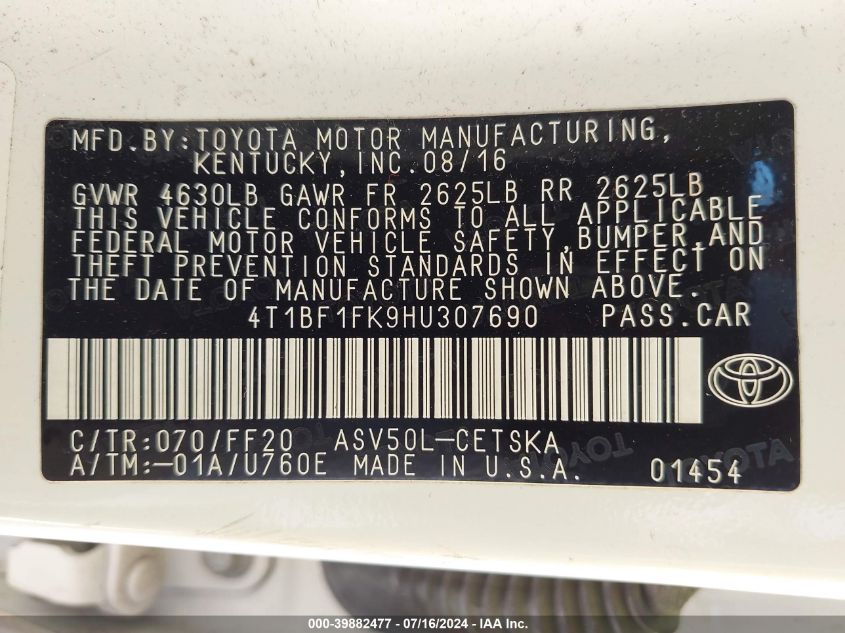 MFD.BY:TOYOTA MOTOR MANUFACTURING,
KENTUCKY,INC.08/16
GVWR 4630LB GAWR FR 2625LB RR 2625LB
THIS VEHICLE CONFORMS TO ALL APPLICABLE
FEDERAL MOTOR VEHICLE SAFETY,BUMPER,AND
THEFT PREVENTION STANDARDS IN EFFECT ON
THE DATE OF MANUFACTURE SHOWN ABOVE.
4T1BF1FK9HU307690 PASS.CAR
C/TR:070/FF20 ASV50L-CETSKA
A/TM:-01A/U760E MADE IN U.S.A. 01454
000-39882477 - 07/16/2024 - IAA Inc.